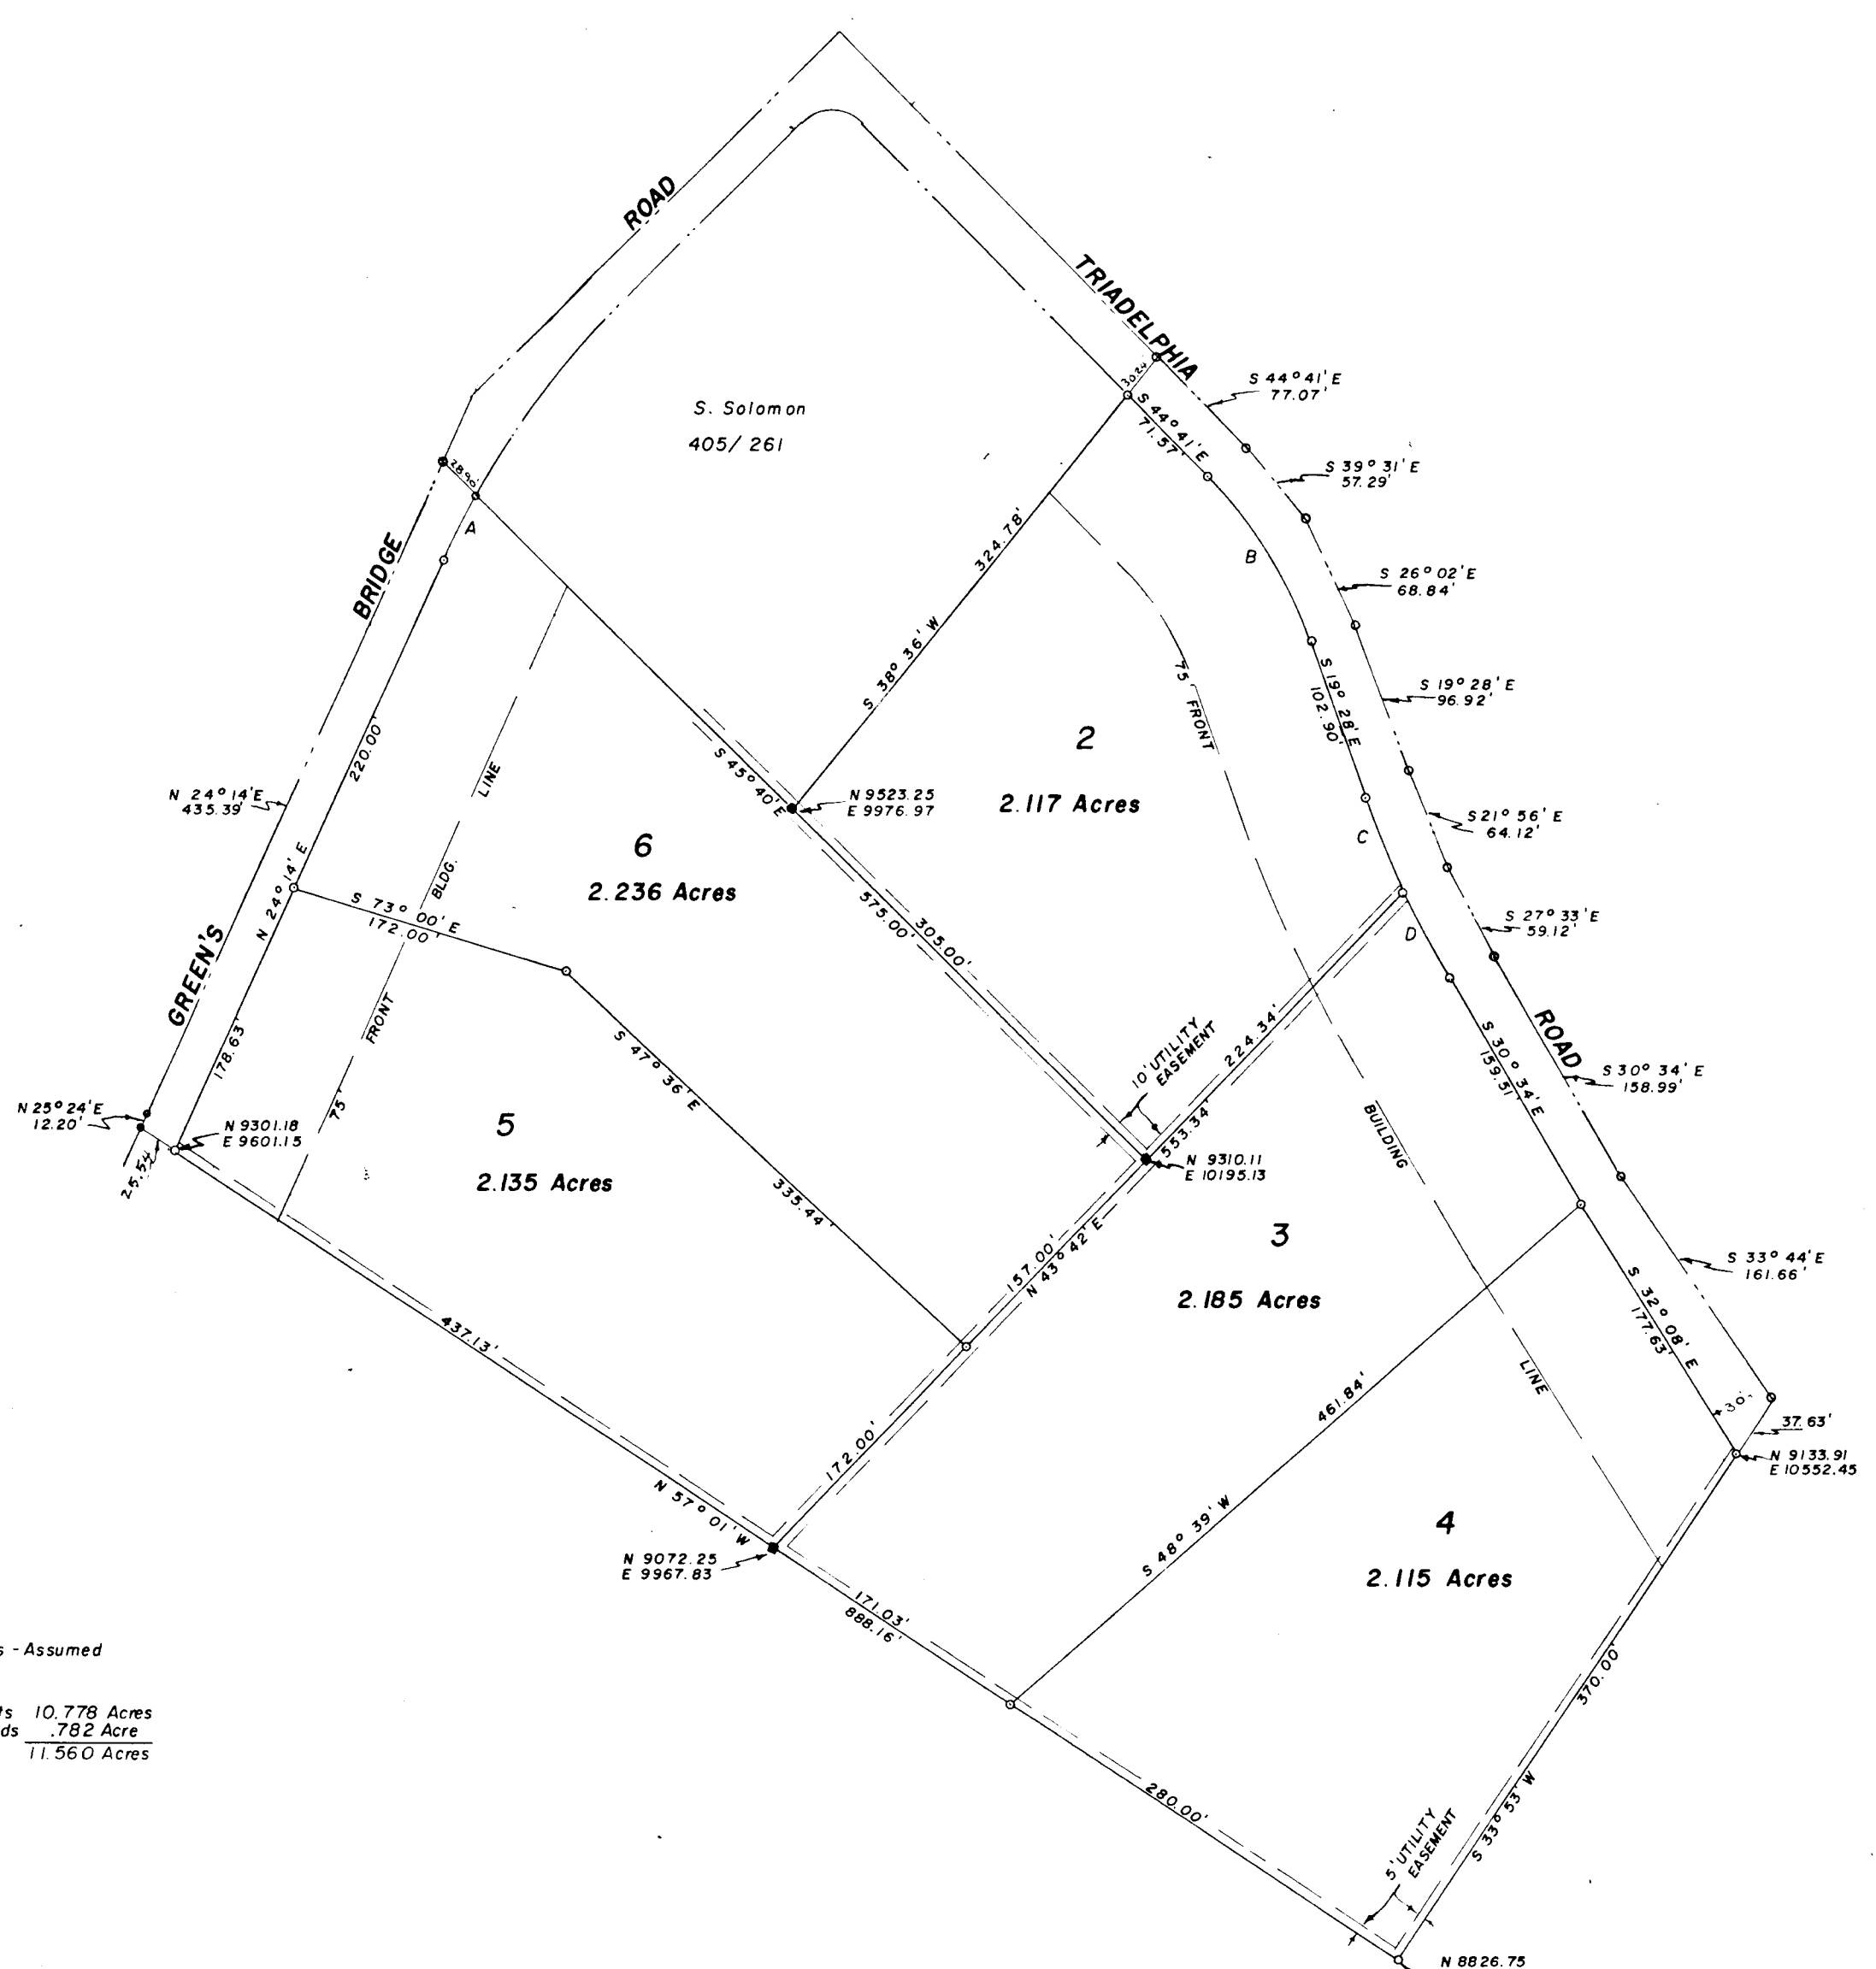 ROAD
TRIADELPHIA
S 44° 41' E
77.07'
30.24
S. Solomon
405/ 261
S 44° 41' E
71.57'
S 39° 31' E
57.29'
28.90'
A
324.78'
B
S 26° 02' E
68.84'
BRIDGE
S 38° 36' W
75' FRONT
S 19° 28' E
102.90'
S 19° 28' E
96.92'
220.00'
LINE
S 45° 40' E
2
N 24° 14' E
435.39'
N 9523.25
E 9976.97
2.117 Acres
S 21° 56' E
64.12'
6
C
2.236 Acres
BLDG.
N 24° 14' E
S 73° 00' E
172.00'
575.00'
305.00'
D
S 27° 33' E
59.12'
GREEN'S
FRONT
178.63'
S 47° 36' E
10' UTILITY
EASEMENT
224.34'
S 30° 34' E
159.51'
ROAD
S 30° 34' E
158.99'
N 25° 24' E
12.20'
N 9301.18
E 9601.15
75'
5
553.34'
BUILDING
25.54
2.135 Acres
335.44'
N 9310.11
E 10195.13
3
157.00'
N 43° 42' E
S 33° 44' E
161.66'
437.13'
2.185 Acres
S 32° 08' E
177.63'
LINE
461.84'
30'
37.63'
172.00'
N 9133.91
E 10552.45
N 57° 01' W
S 48° 39' W
4
N 9072.25
E 9967.83
2.115 Acres
171.03'
888.16'
s - Assumed
370.00'
ts 10.778 Acres
ds .782 Acre
11.560 Acres
280.00'
S 33° 53' W
5' UTILITY
EASEMENT
N 8826.75